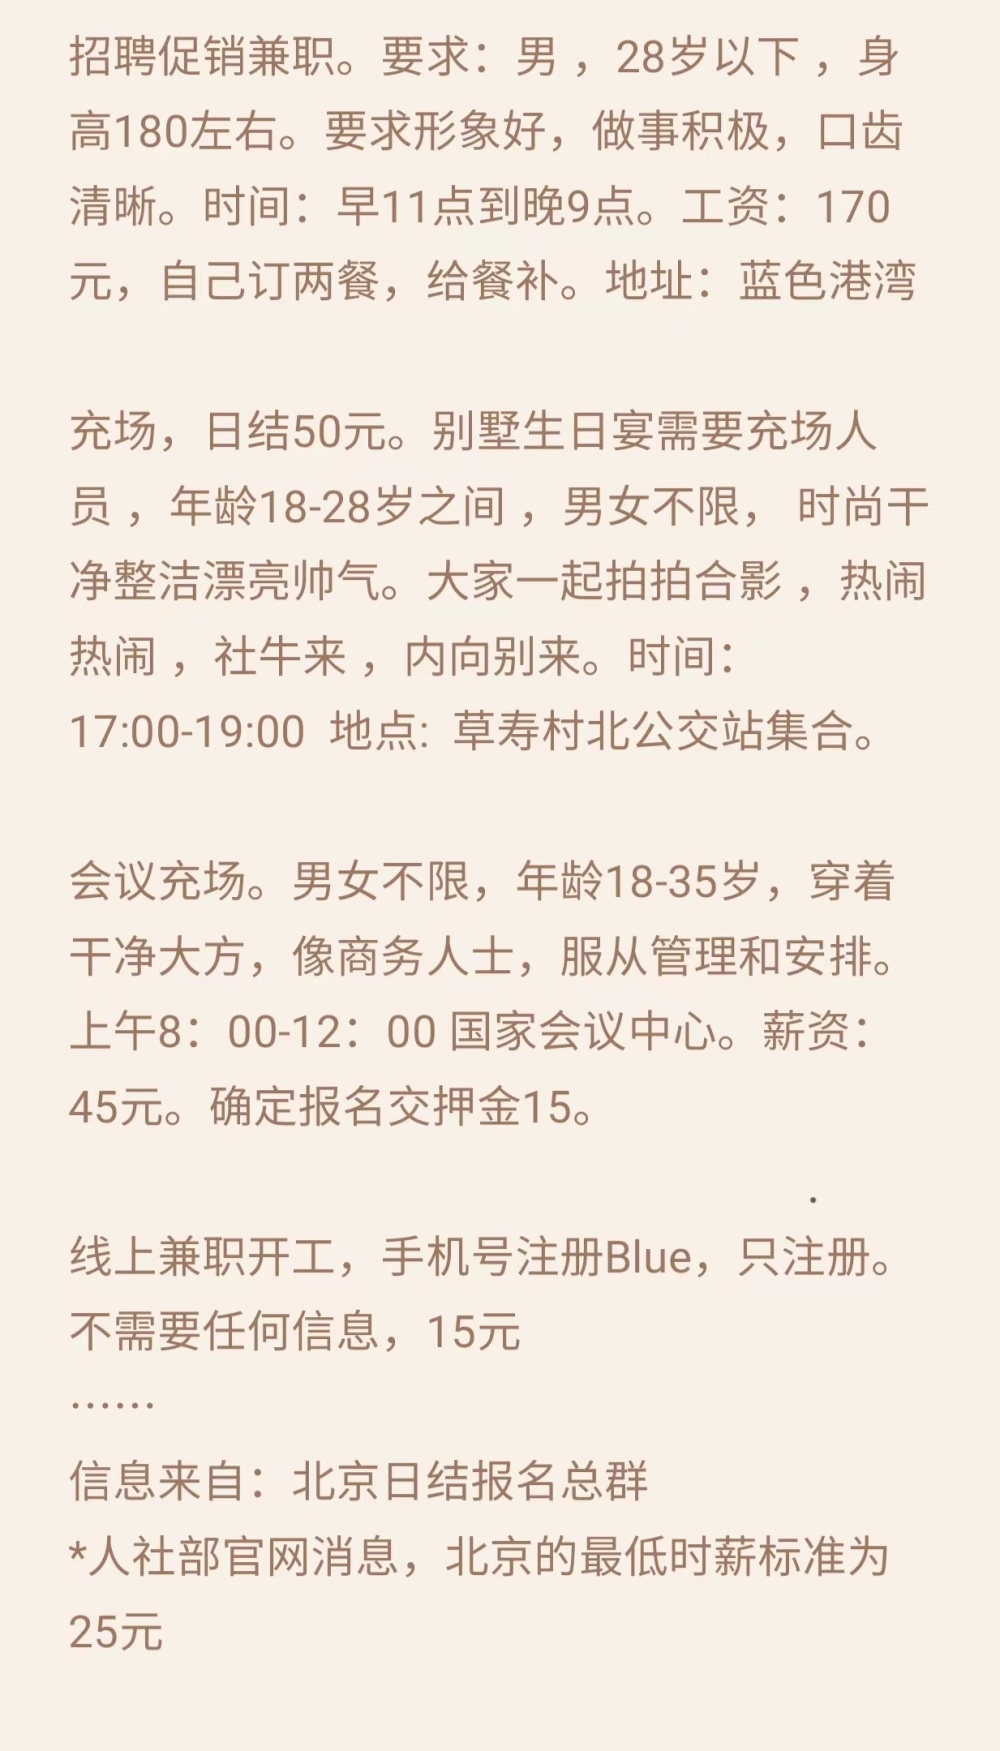 招聘促销兼职。要求：男 ，28岁以下 ，身
高180左右。要求形象好，做事积极，口齿
清晰。时间：早11点到晚9点。工资：170
元，自己订两餐，给餐补。地址：蓝色港湾
充场，日结50元。别墅生日宴需要充场人
员 ，年龄18-28岁之间 ，男女不限， 时尚干
净整洁漂亮帅气。大家一起拍拍合影 ，热闹
热闹 ，社牛来 ，内向别来。时间：
17:00-19:00 地点: 草寿村北公交站集合。
会议充场。男女不限，年龄18-35岁，穿着
干净大方，像商务人士，服从管理和安排。
上午8：00-12：00 国家会议中心。薪资：
45元。确定报名交押金15。
.
线上兼职开工，手机号注册Blue，只注册。
不需要任何信息，15元
……
信息来自：北京日结报名总群
*人社部官网消息，北京的最低时薪标准为
25元